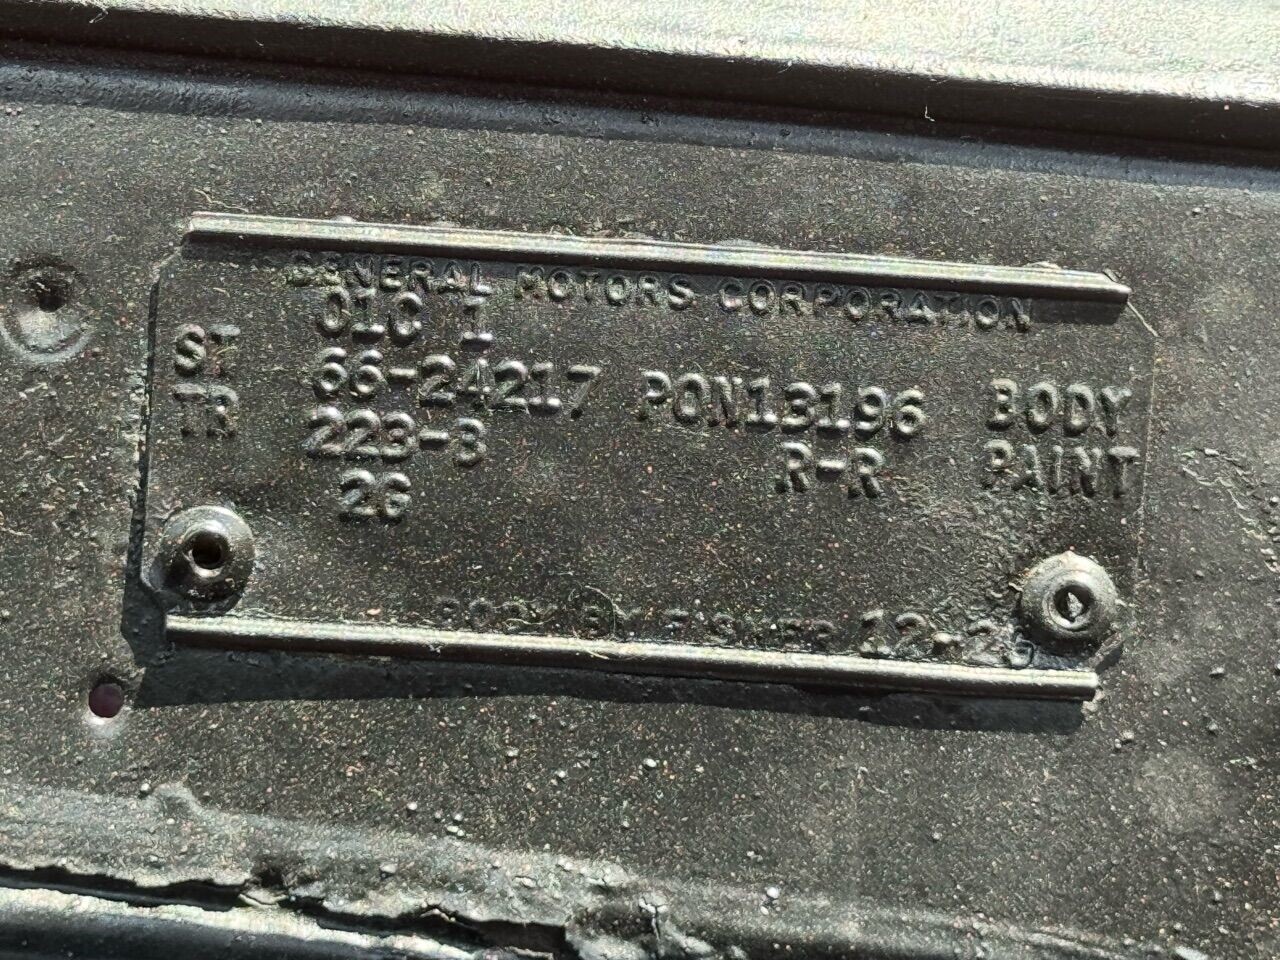 GENERAL MOTORS CORPORATION
01C 1
ST 66-24217 PON13196 BODY
TR 223-3 R-R PAINT
2G
BODY BY FISHER 12-26